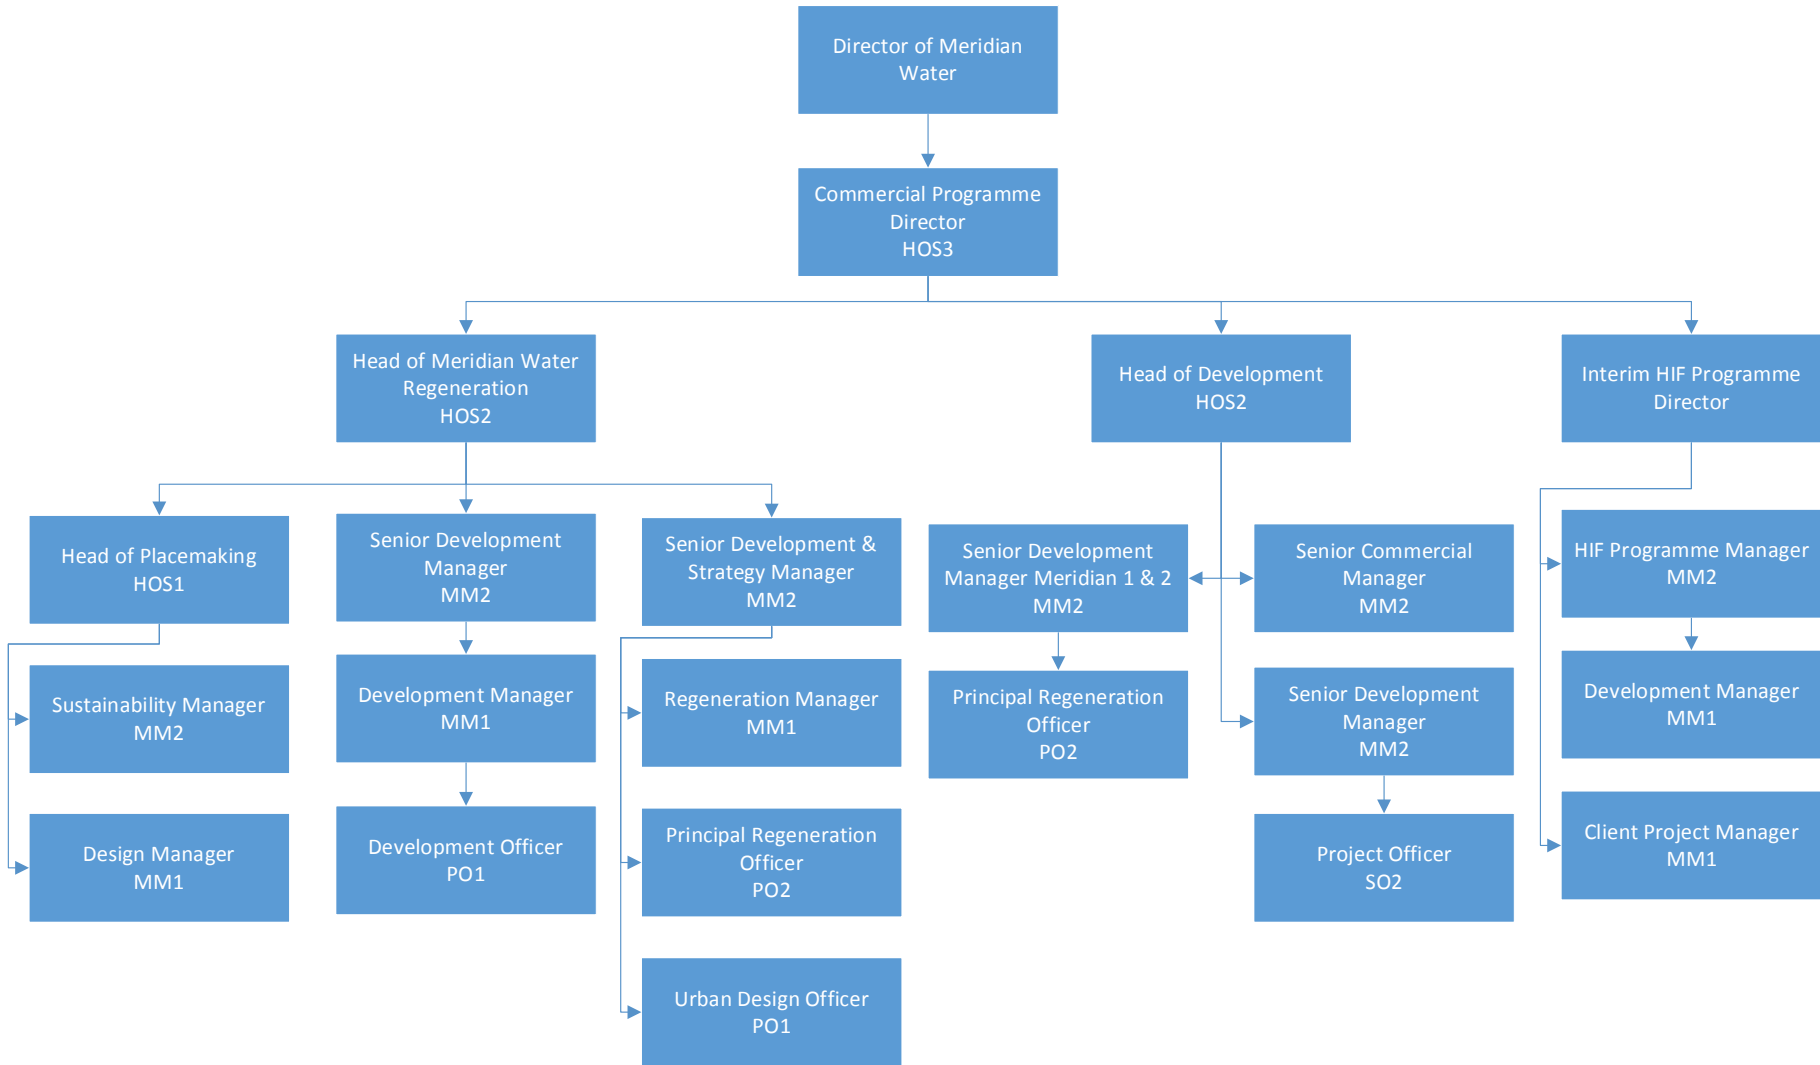 Director of Meridian
Water
Commercial Programme
Director
HOS3
Head of Meridian Water
Regeneration
HOS2
Head of Development
HOS2
Interim HIF Programme
Director
Head of Placemaking
HOS1
Senior Development
Manager
MM2
Senior Development &
Strategy Manager
MM2
Senior Development
Manager Meridian 1 & 2
MM2
Senior Commercial
Manager
MM2
HIF Programme Manager
MM2
Sustainability Manager
MM2
Development Manager
MM1
Regeneration Manager
MM1
Principal Regeneration
Officer
PO2
Senior Development
Manager
MM2
Development Manager
MM1
Design Manager
MM1
Development Officer
PO1
Principal Regeneration
Officer
PO2
Project Officer
SO2
Client Project Manager
MM1
Urban Design Officer
PO1